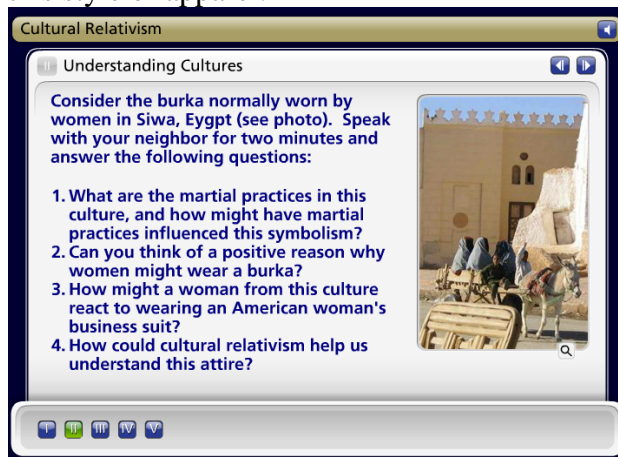 Cultural Relativism
II Understanding Cultures
Consider the burka normally worn by
women in Siwa, Eygpt (see photo). Speak
with your neighbor for two minutes and
answer the following questions:
1. What are the martial practices in this
culture, and how might have martial
practices influenced this symbolism?
2. Can you think of a positive reason why
women might wear a burka?
3. How might a woman from this culture
react to wearing an American woman's
business suit?
4. How could cultural relativism help us
understand this attire?
I II III IV V